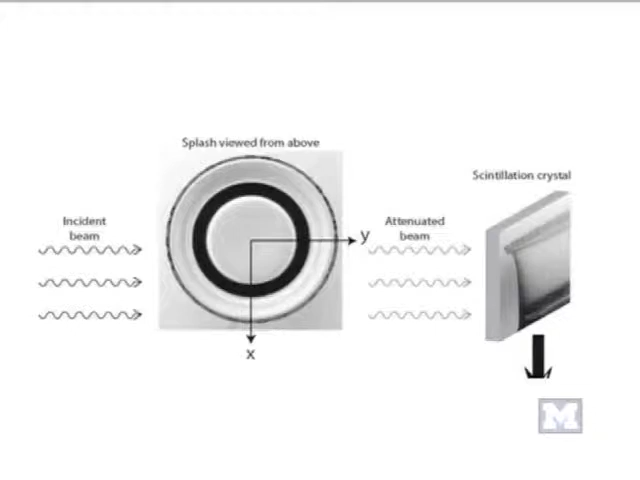 Splash viewed from above
Scintillation crystal
Incident
beam
Attenuated
beam
y
x
M